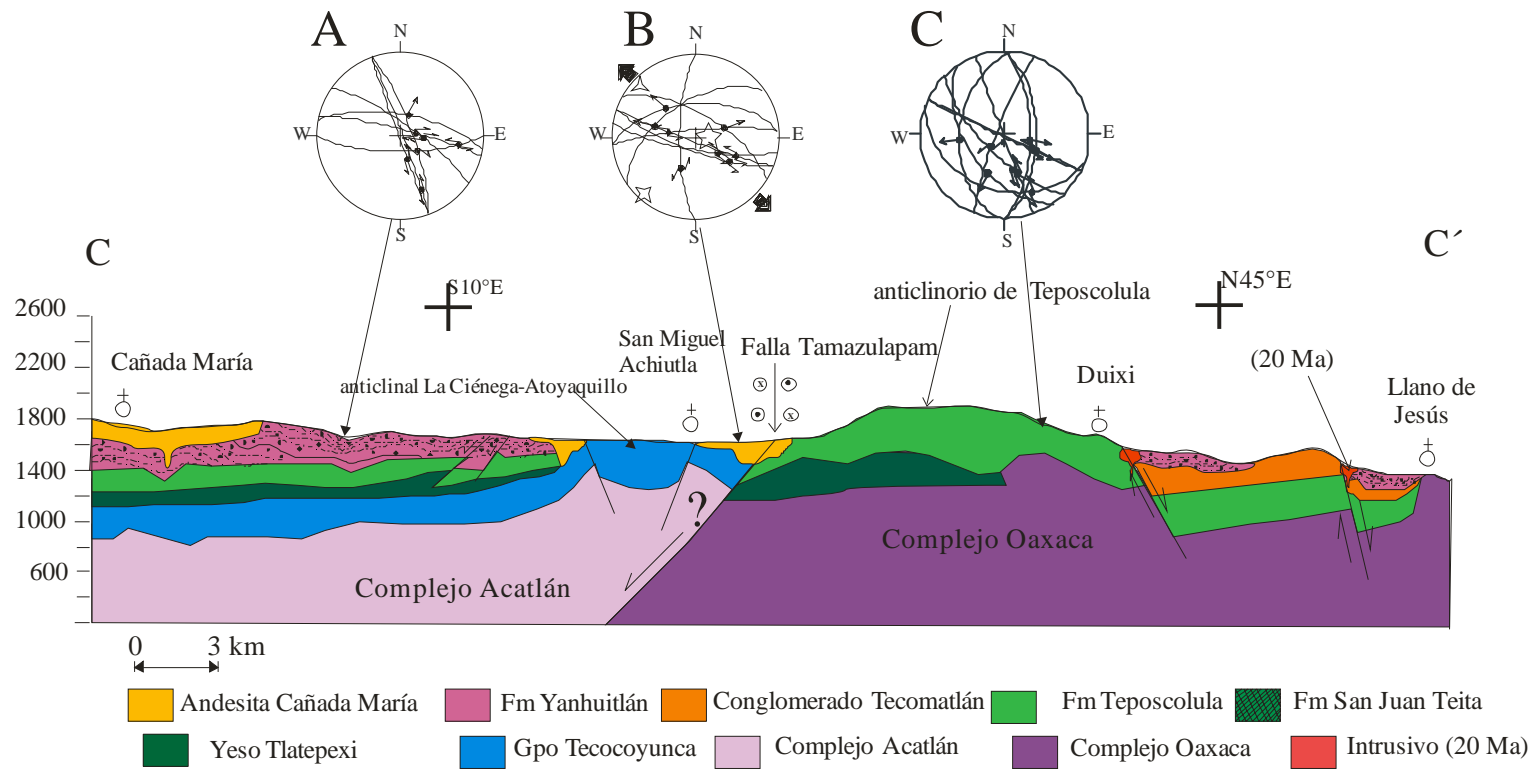 A
B
C
N
N
N
W
E
W
E
W
E
S
S
S
C
C´
S10°E
N45°E
anticlinorio de Teposcolula
2600
2200
1800
1400
1000
600
Cañada María
San Miguel
Achiutla
Falla Tamazulapam
anticlinal La Ciénega-Atoyaquillo
Duixi
(20 Ma)
Llano de
Jesús
x
x
?
Complejo Oaxaca
Complejo Acatlán
0 3 km
Andesita Cañada María
Fm Yanhuitlán
Conglomerado Tecomatlán
Fm Teposcolula
Fm San Juan Teita
Yeso Tlatepexi
Gpo Tecocoyunca
Complejo Acatlán
Complejo Oaxaca
Intrusivo (20 Ma)